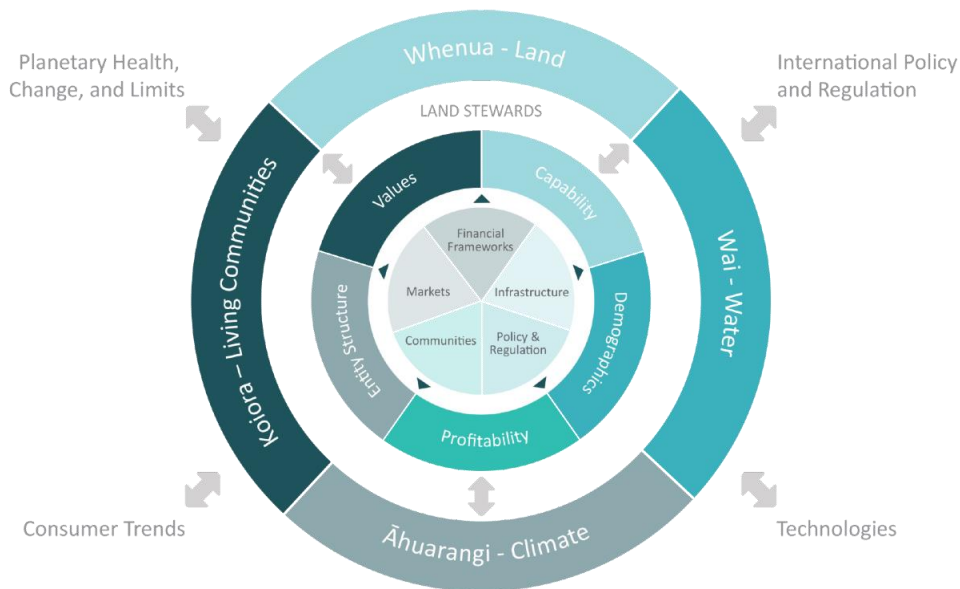 Planetary Health,
Change, and Limits
International Policy
and Regulation
Whenua - Land
LAND STEWARDS
Values
Capability
Financial
Frameworks
Markets
Infrastructure
Communities
Policy &
Regulation
Entity Structure
Demographics
Profitability
Koiora – Living Communities
Wai - Water
Āhuarangi - Climate
Consumer Trends
Technologies